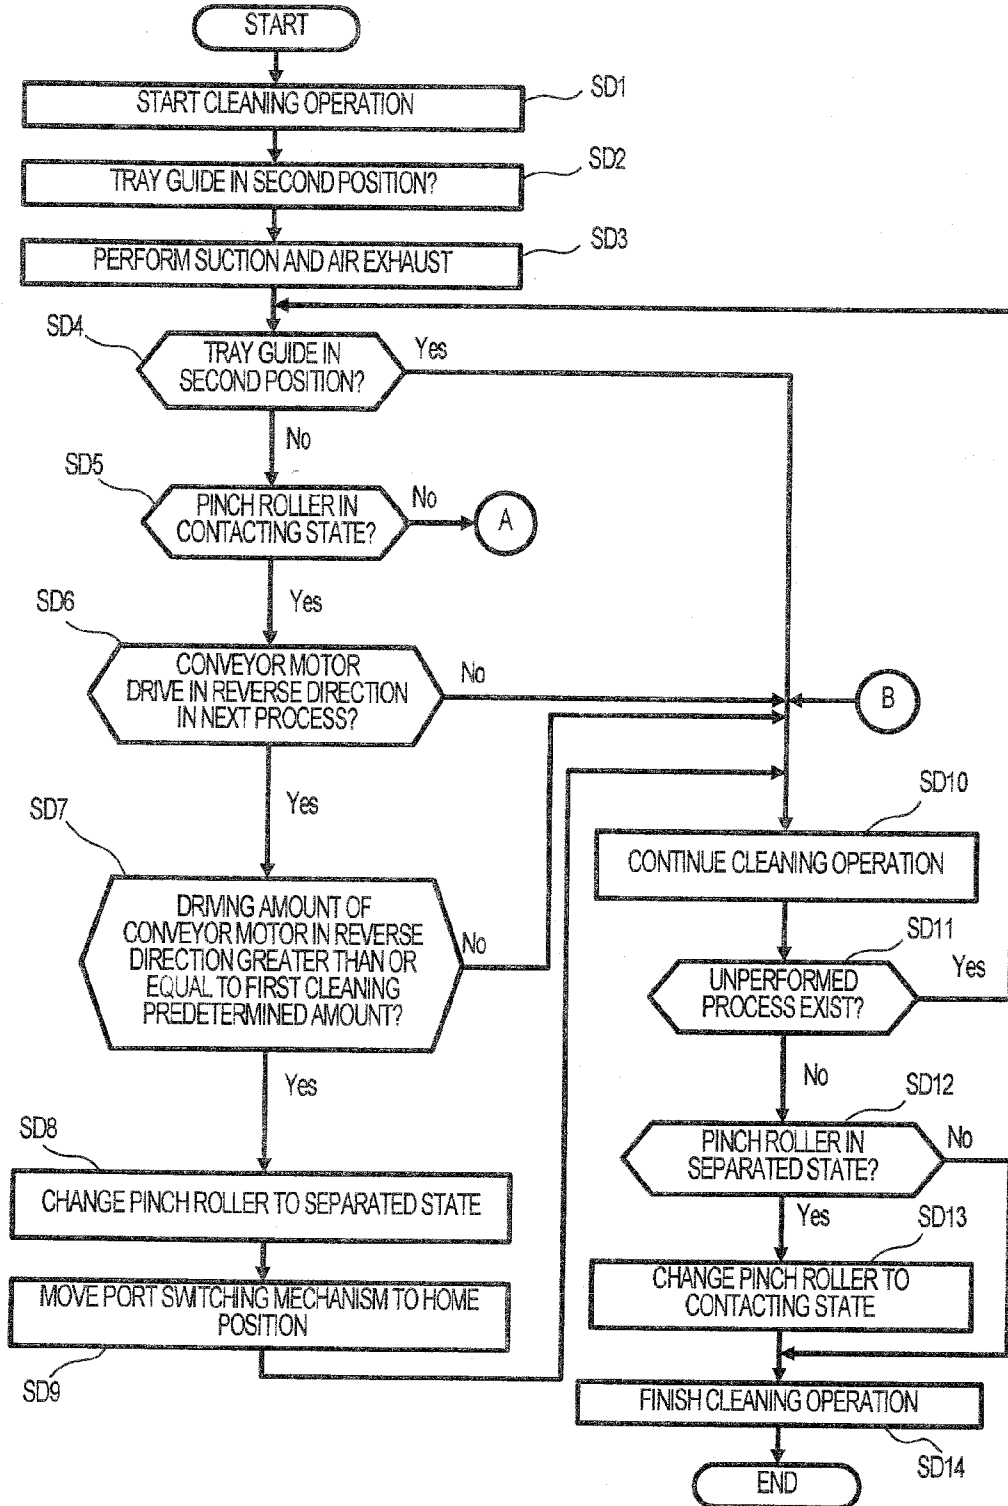 START
SD1
START CLEANING OPERATION
SD2
TRAY GUIDE IN SECOND POSITION?
SD3
PERFORM SUCTION AND AIR EXHAUST
SD4
TRAY GUIDE IN
SECOND POSITION?
Yes
No
SD5
PINCH ROLLER IN
CONTACTING STATE?
No
A
Yes
SD6
CONVEYOR MOTOR
DRIVE IN REVERSE DIRECTION
IN NEXT PROCESS?
No
B
Yes
SD7
DRIVING AMOUNT OF
CONVEYOR MOTOR IN REVERSE
DIRECTION GREATER THAN OR
EQUAL TO FIRST CLEANING
PREDETERMINED AMOUNT?
No
Yes
SD8
CHANGE PINCH ROLLER TO SEPARATED STATE
MOVE PORT SWITCHING MECHANISM TO HOME
POSITION
SD9
SD10
CONTINUE CLEANING OPERATION
SD11
UNPERFORMED
PROCESS EXIST?
Yes
No
SD12
PINCH ROLLER IN
SEPARATED STATE?
No
Yes
SD13
CHANGE PINCH ROLLER TO
CONTACTING STATE
FINISH CLEANING OPERATION
SD14
END